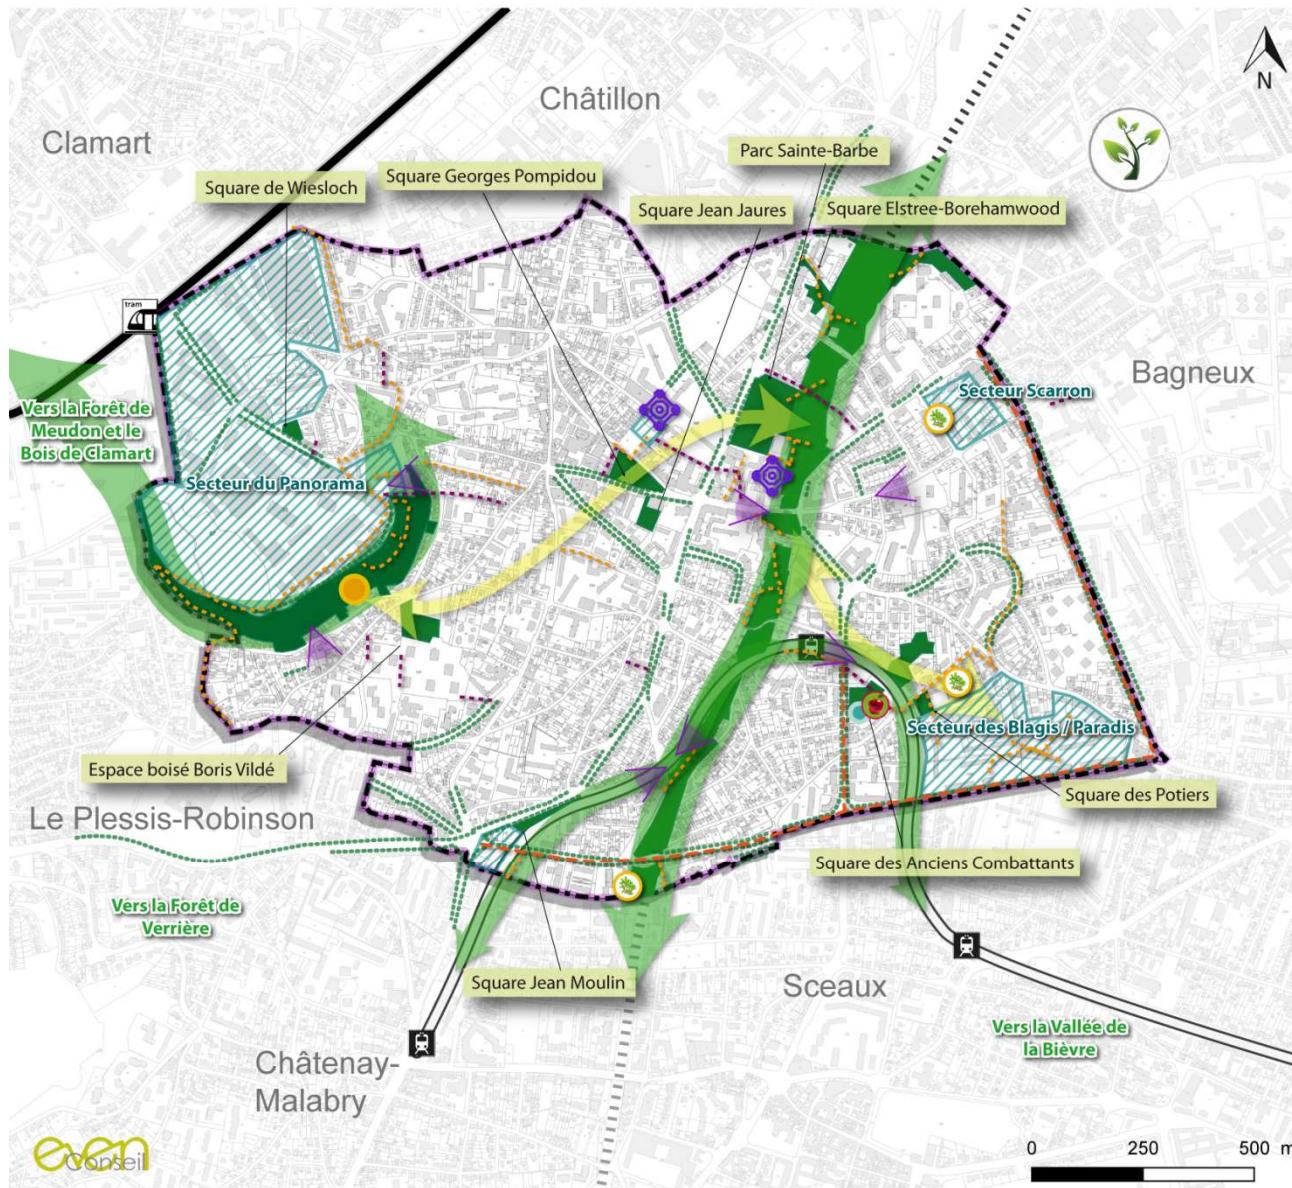 Châtillon
N
Clamart
Parc Sainte-Barbe
Square Georges Pompidou
Square de Wiesloch
Square Jean Jaures
Square Elstree-Borehamwood
tram
Bagneux
Secteur Scarron
Vers la Forêt de
Meudon et le
Bois de Clamart
Secteur du Panorama
Secteur des Blagis / Paradis
Espace boisé Boris Vildé
Square des Potiers
Le Plessis-Robinson
Square des Anciens Combattants
Vers la Forêt de
Verrière
Square Jean Moulin
Sceaux
Vers la Vallée de
la Bièvre
Châtenay-
Malabry
even
Conseil
0 250 500 m